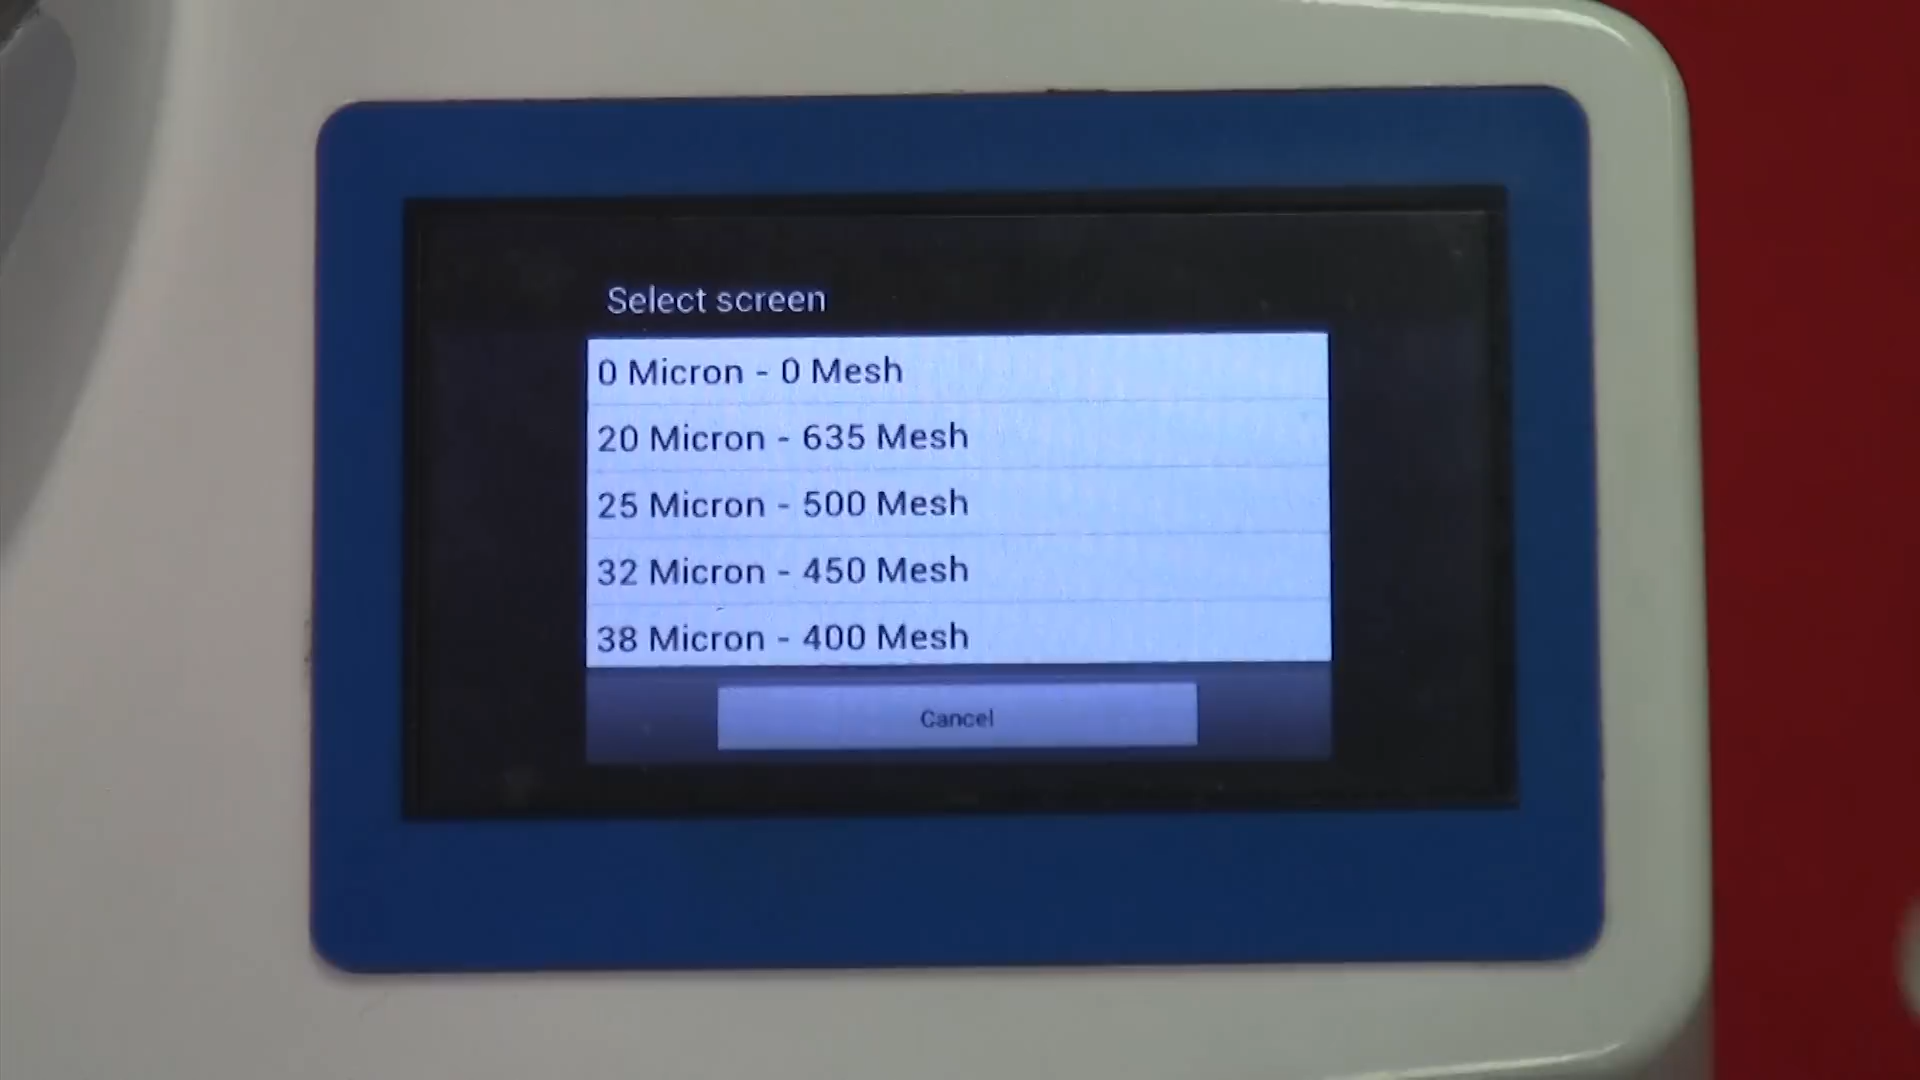 Select screen
0 Micron - 0 Mesh
20 Micron - 635 Mesh
25 Micron - 500 Mesh
32 Micron - 450 Mesh
38 Micron - 400 Mesh
Cancel